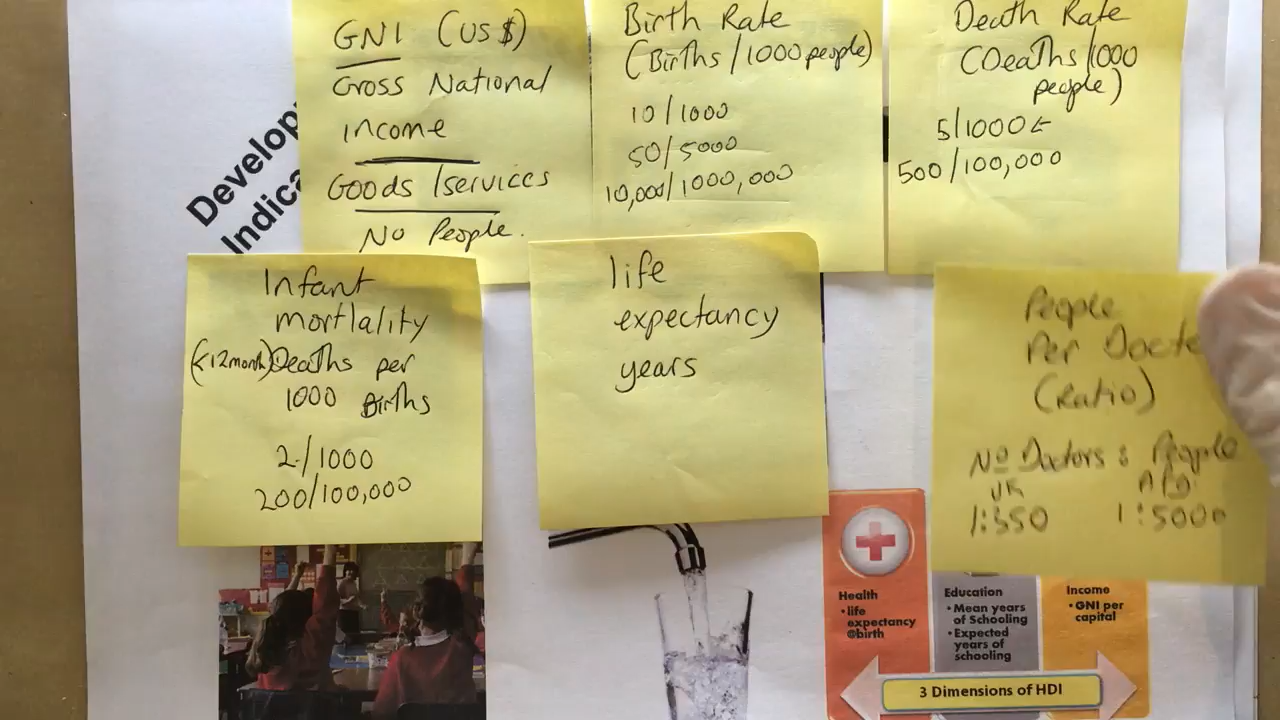 Develop
Indica
GNI (US $)
Gross National
income
Goods/services
No People.
Birth Rate
(Births/1000 people)
10/1000
50/5000
10,000/1000,000
Death Rate
(Deaths/1000
people)
5/1000
500/100,000
Infant
mortlality
(<12month) Deaths per
1000 Births
2/1000
200/100,000
life
expectancy
years
People
Per Docto
(Ratio)
No Doctors : People
UK
1:350 1:5000
Health
• life
expectancy
@birth
Education
• Mean years
of Schooling
• Expected
years of
schooling
Income
• GNI per
capital
3 Dimensions of HDI